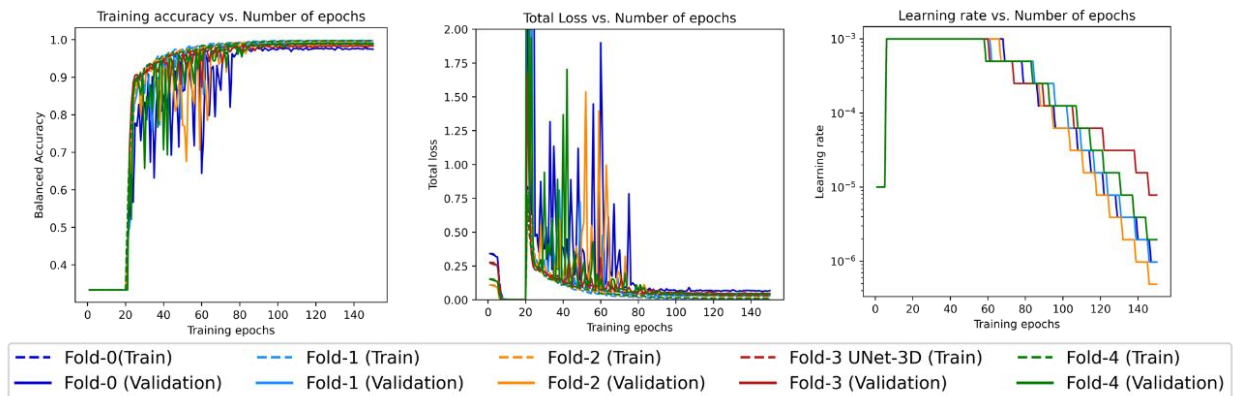 Training accuracy vs. Number of epochs
1.0
0.9
0.8
0.7
0.6
0.5
0.4
Balanced Accuracy
0 20 40 60 80 100 120 140
Training epochs
Total Loss vs. Number of epochs
2.00
1.75
1.50
1.25
1.00
0.75
0.50
0.25
0.00
Total loss
0 20 40 60 80 100 120 140
Training epochs
Learning rate vs. Number of epochs
10⁻³
10⁻⁴
10⁻⁵
10⁻⁶
Learning rate
0 20 40 60 80 100 120 140
Training epochs
Fold-0(Train) Fold-1 (Train) Fold-2 (Train) Fold-3 UNet-3D (Train) Fold-4 (Train)
Fold-0 (Validation) Fold-1 (Validation) Fold-2 (Validation) Fold-3 (Validation) Fold-4 (Validation)